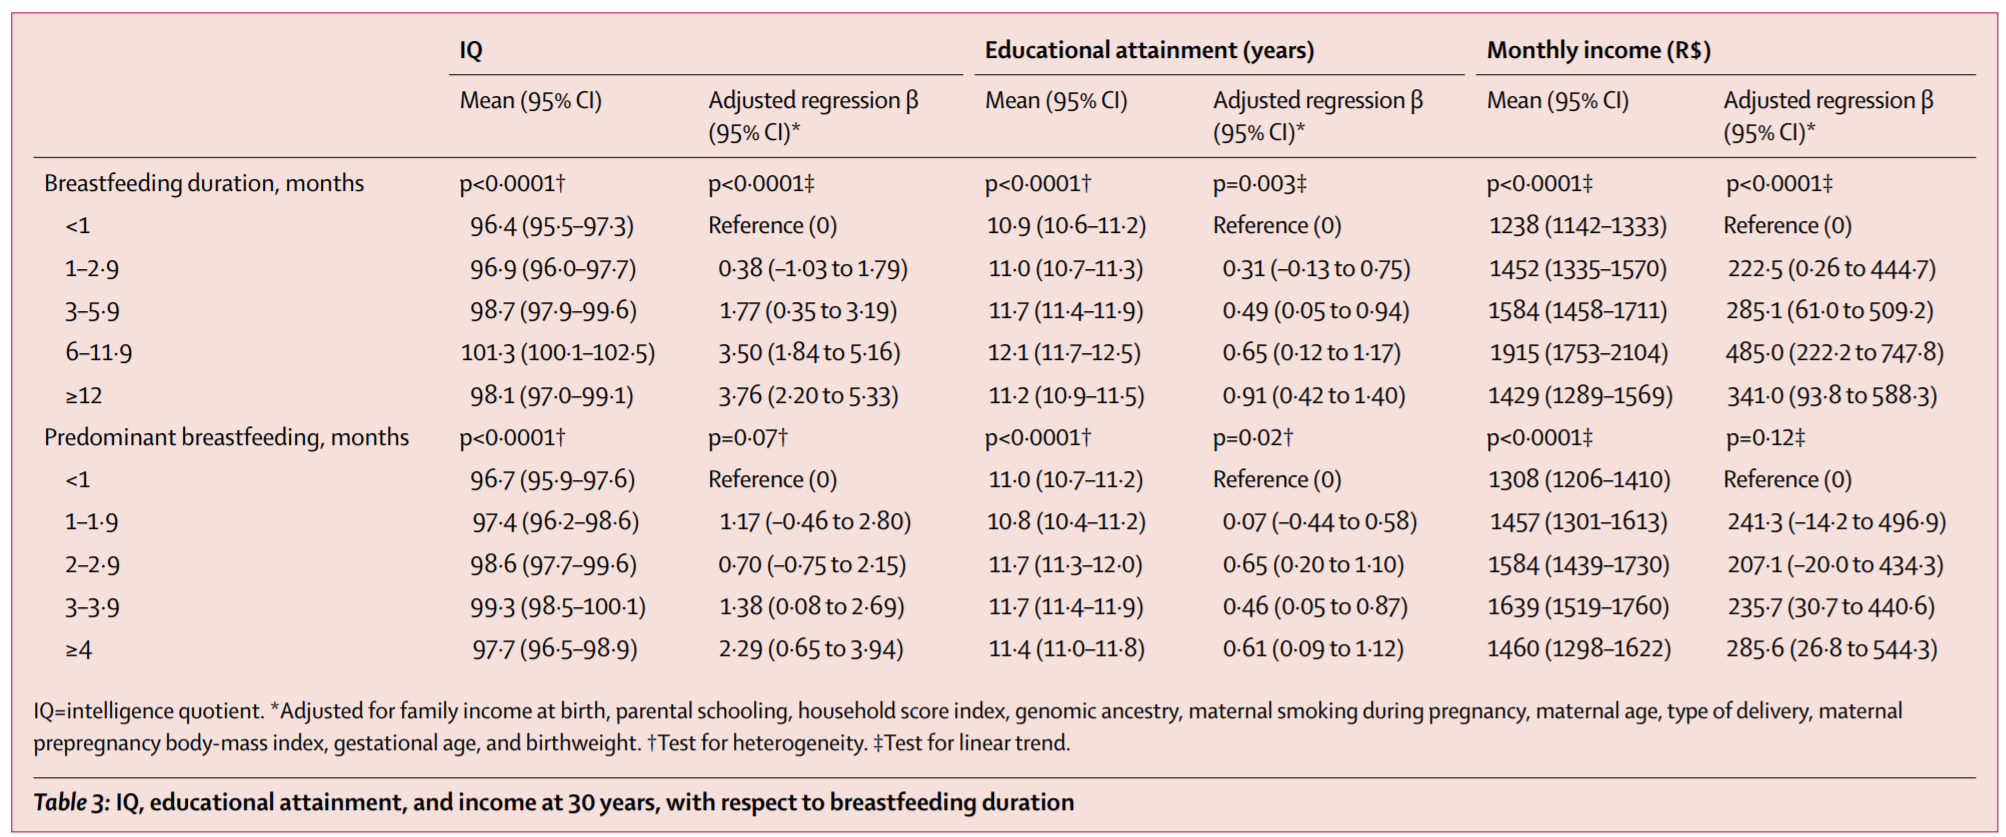 IQ Educational attainment (years) Monthly income (R$)
Mean (95% CI) Adjusted regression β (95% CI)* Mean (95% CI) Adjusted regression β (95% CI)* Mean (95% CI) Adjusted regression β (95% CI)*
Breastfeeding duration, months p<0·0001† p<0·0001‡ p<0·0001† p=0·003‡ p<0·0001‡ p<0·0001‡
<1 96·4 (95·5–97·3) Reference (0) 10·9 (10·6–11·2) Reference (0) 1238 (1142–1333) Reference (0)
1–2·9 96·9 (96·0–97·7) 0·38 (–1·03 to 1·79) 11·0 (10·7–11·3) 0·31 (–0·13 to 0·75) 1452 (1335–1570) 222·5 (0·26 to 444·7)
3–5·9 98·7 (97·9–99·6) 1·77 (0·35 to 3·19) 11·7 (11·4–11·9) 0·49 (0·05 to 0·94) 1584 (1458–1711) 285·1 (61·0 to 509·2)
6–11·9 101·3 (100·1–102·5) 3·50 (1·84 to 5·16) 12·1 (11·7–12·5) 0·65 (0·12 to 1·17) 1915 (1753–2104) 485·0 (222·2 to 747·8)
≥12 98·1 (97·0–99·1) 3·76 (2·20 to 5·33) 11·2 (10·9–11·5) 0·91 (0·42 to 1·40) 1429 (1289–1569) 341·0 (93·8 to 588·3)
Predominant breastfeeding, months p<0·0001† p=0·07† p<0·0001† p=0·02† p<0·0001‡ p=0·12‡
<1 96·7 (95·9–97·6) Reference (0) 11·0 (10·7–11·2) Reference (0) 1308 (1206–1410) Reference (0)
1–1·9 97·4 (96·2–98·6) 1·17 (–0·46 to 2·80) 10·8 (10·4–11·2) 0·07 (–0·44 to 0·58) 1457 (1301–1613) 241·3 (–14·2 to 496·9)
2–2·9 98·6 (97·7–99·6) 0·70 (–0·75 to 2·15) 11·7 (11·3–12·0) 0·65 (0·20 to 1·10) 1584 (1439–1730) 207·1 (–20·0 to 434·3)
3–3·9 99·3 (98·5–100·1) 1·38 (0·08 to 2·69) 11·7 (11·4–11·9) 0·46 (0·05 to 0·87) 1639 (1519–1760) 235·7 (30·7 to 440·6)
≥4 97·7 (96·5–98·9) 2·29 (0·65 to 3·94) 11·4 (11·0–11·8) 0·61 (0·09 to 1·12) 1460 (1298–1622) 285·6 (26·8 to 544·3)
IQ=intelligence quotient. *Adjusted for family income at birth, parental schooling, household score index, genomic ancestry, maternal smoking during pregnancy, maternal age, type of delivery, maternal
prepregnancy body-mass index, gestational age, and birthweight. †Test for heterogeneity. ‡Test for linear trend.
Table 3: IQ, educational attainment, and income at 30 years, with respect to breastfeeding duration